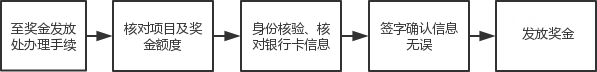 至奖金发放
处办理手续
核对项目及奖
金额度
身份核验、核
对银行卡信息
签字确认信息
无误
发放奖金